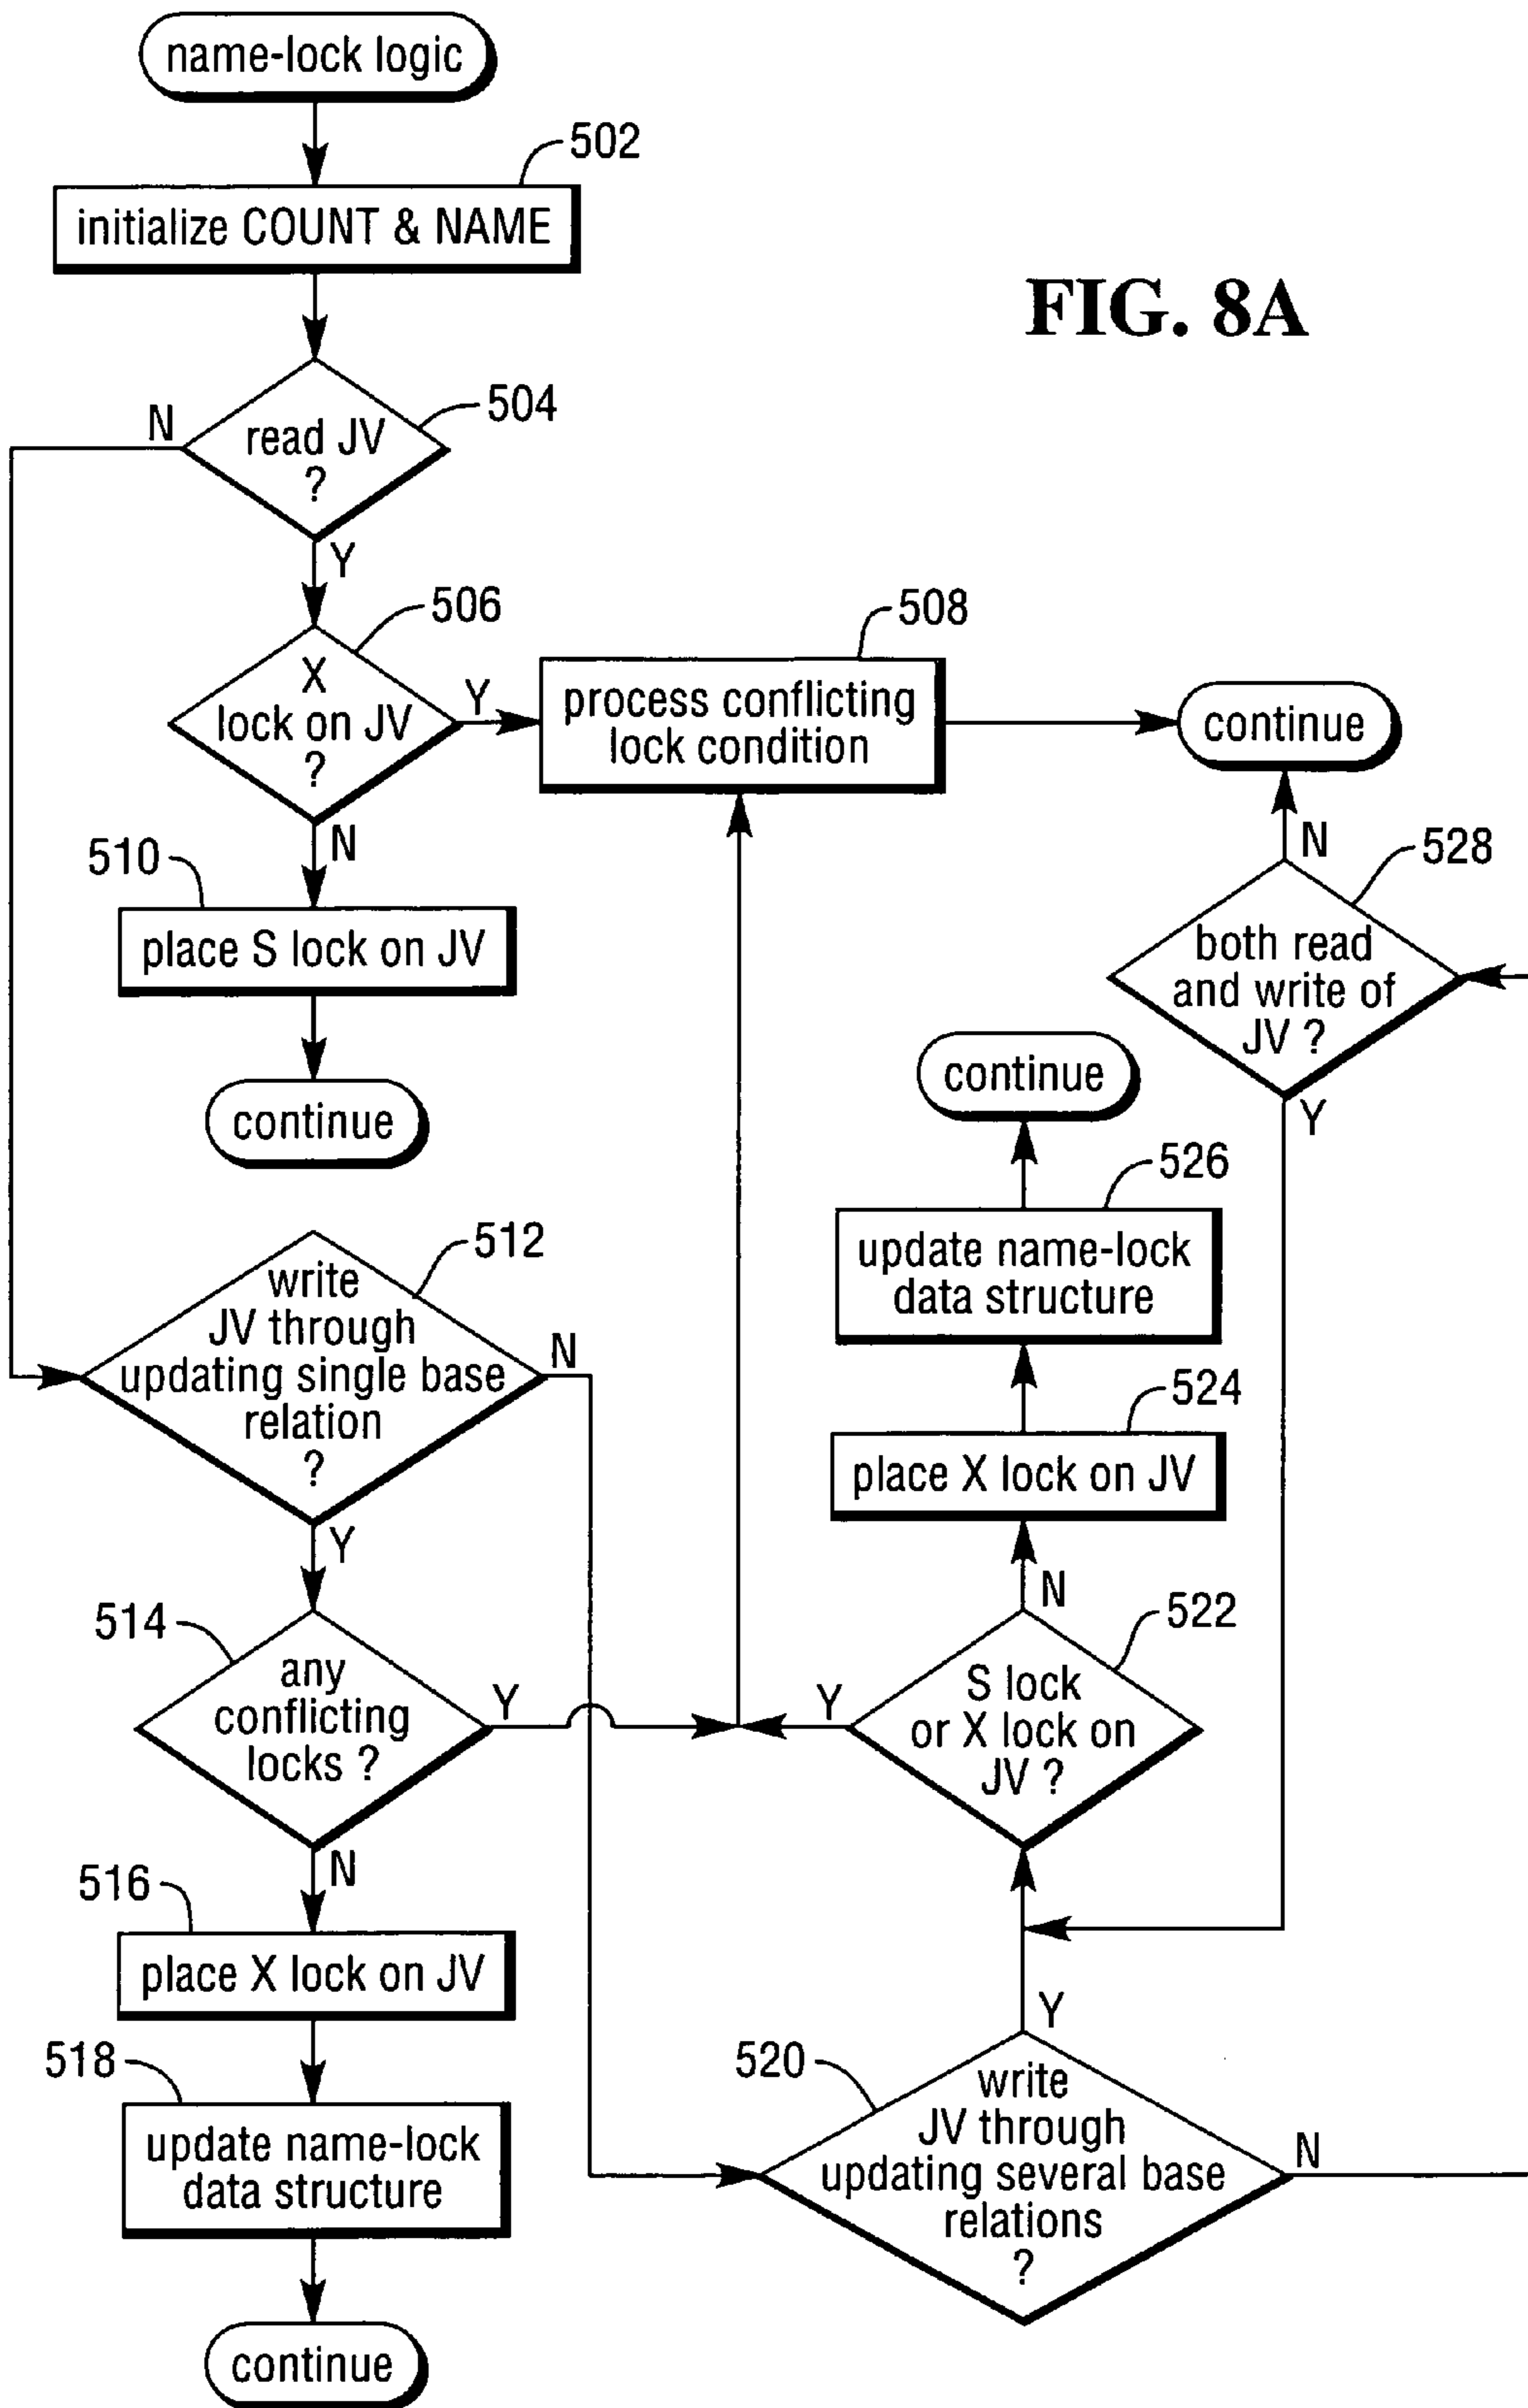 name-lock logic
502
initialize COUNT & NAME
FIG. 8A
504
N
read JV
?
Y
506
X
lock on JV
?
Y
508
process conflicting
lock condition
continue
N
510
place S lock on JV
continue
N
528
both read
and write of
JV ?
Y
continue
526
update name-lock
data structure
524
place X lock on JV
N
522
S lock
or X lock on
JV ?
Y
512
write
JV through
updating single base
relation
?
N
Y
514
any
conflicting
locks ?
Y
N
516
place X lock on JV
518
update name-lock
data structure
continue
Y
520
write
JV through
updating several base
relations
?
N